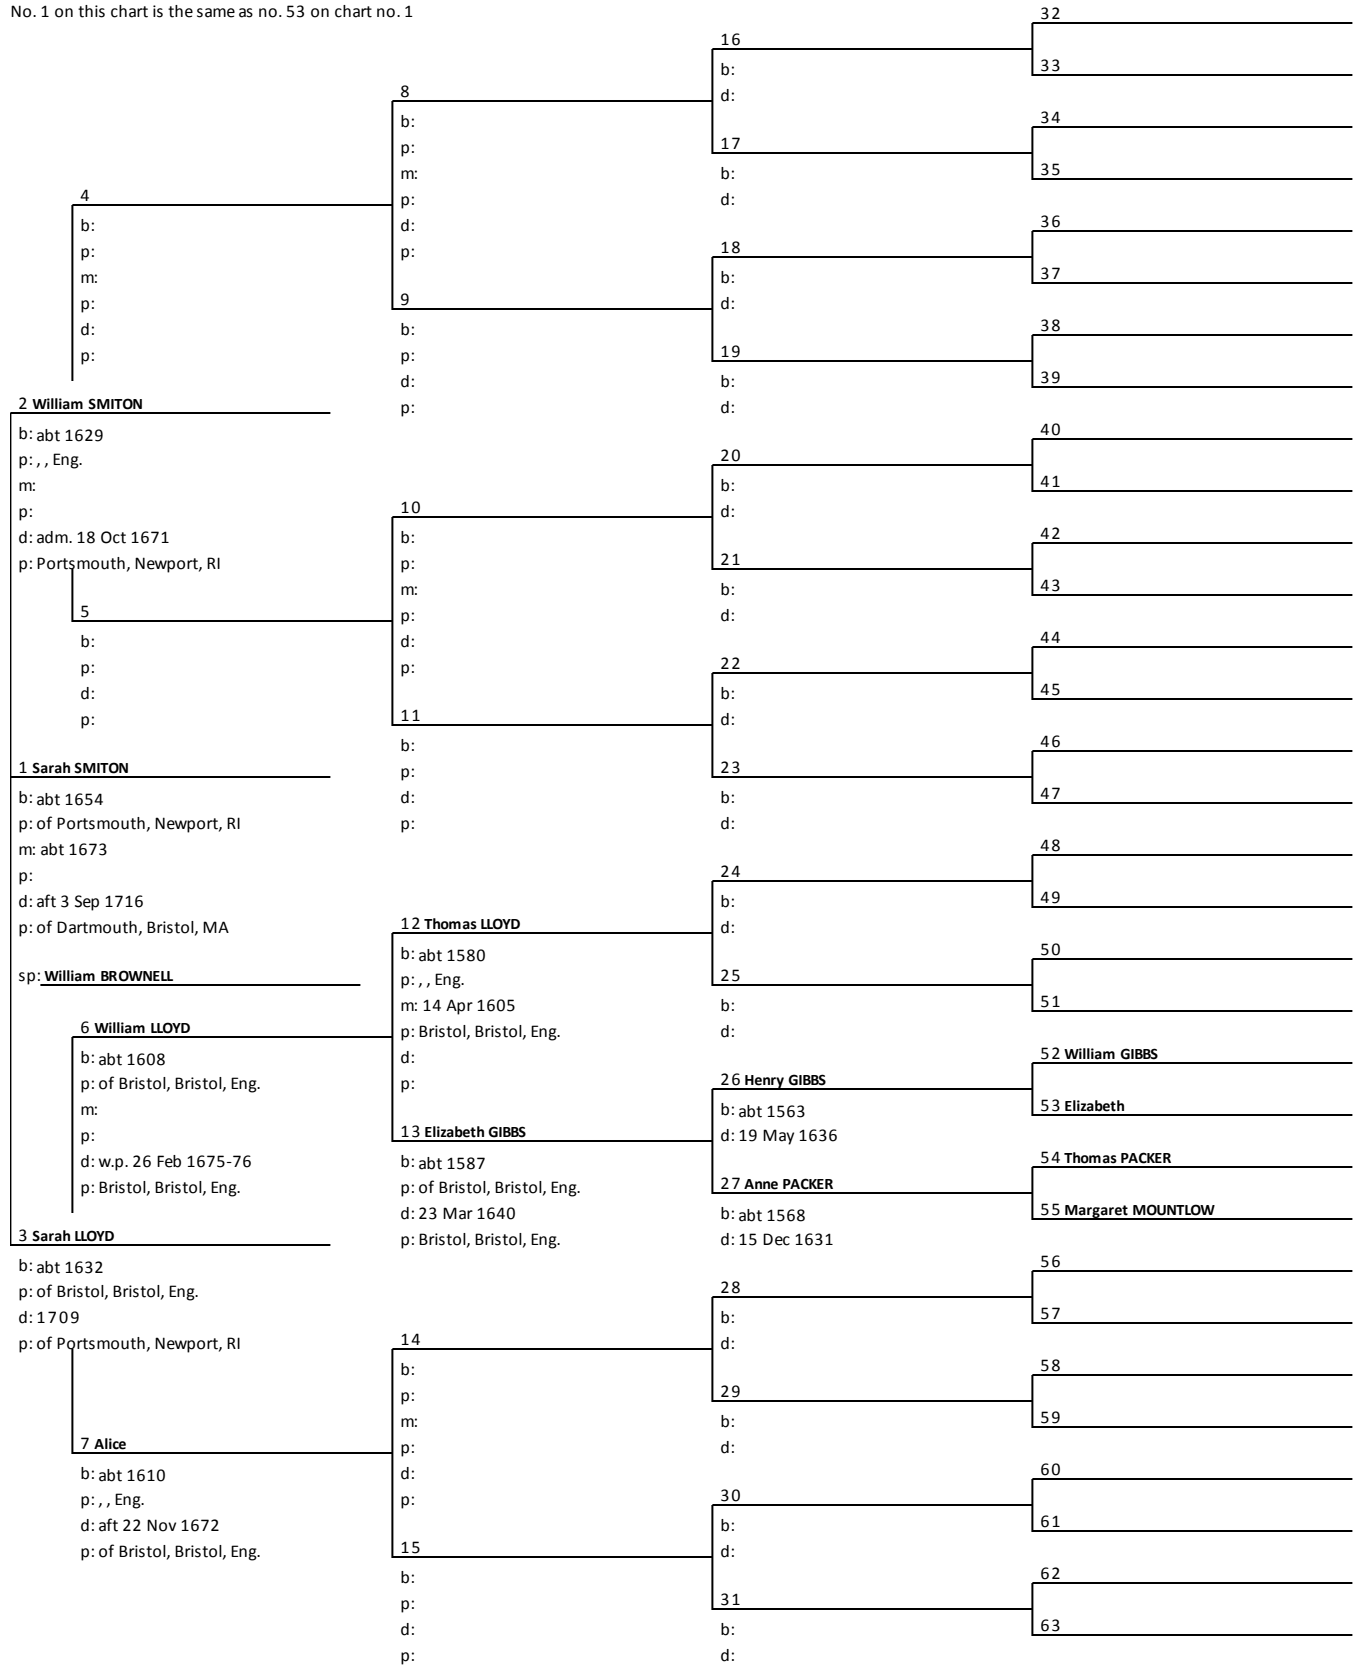 No. 1 on this chart is the same as no. 53 on chart no. 1
4
b:
p:
m:
p:
d:
p:
2 William SMITON
b: abt 1629
p: , , Eng.
m:
p:
d: adm. 18 Oct 1671
p: Portsmouth, Newport, RI
5
b:
p:
d:
p:
1 Sarah SMITON
b: abt 1654
p: of Portsmouth, Newport, RI
m: abt 1673
p:
d: aft 3 Sep 1716
p: of Dartmouth, Bristol, MA
sp: William BROWNELL
6 William LLOYD
b: abt 1608
p: of Bristol, Bristol, Eng.
m:
p:
d: w.p. 26 Feb 1675-76
p: Bristol, Bristol, Eng.
3 Sarah LLOYD
b: abt 1632
p: of Bristol, Bristol, Eng.
d: 1709
p: of Portsmouth, Newport, RI
7 Alice
b: abt 1610
p: , , Eng.
d: aft 22 Nov 1672
p: of Bristol, Bristol, Eng.
8
b:
p:
m:
p:
d:
p:
9
b:
p:
d:
p:
10
b:
p:
m:
p:
d:
p:
11
b:
p:
d:
p:
12 Thomas LLOYD
b: abt 1580
p: , , Eng.
m: 14 Apr 1605
p: Bristol, Bristol, Eng.
d:
p:
13 Elizabeth GIBBS
b: abt 1587
p: of Bristol, Bristol, Eng.
d: 23 Mar 1640
p: Bristol, Bristol, Eng.
14
b:
p:
m:
p:
d:
p:
15
b:
p:
d:
p:
16
b:
d:
17
b:
d:
18
b:
d:
19
b:
d:
20
b:
d:
21
b:
d:
22
b:
d:
23
b:
d:
24
b:
d:
25
b:
d:
26 Henry GIBBS
b: abt 1563
d: 19 May 1636
27 Anne PACKER
b: abt 1568
d: 15 Dec 1631
28
b:
d:
29
b:
d:
30
b:
d:
31
b:
d:
32
33
34
35
36
37
38
39
40
41
42
43
44
45
46
47
48
49
50
51
52 William GIBBS
53 Elizabeth
54 Thomas PACKER
55 Margaret MOUNTLOW
56
57
58
59
60
61
62
63